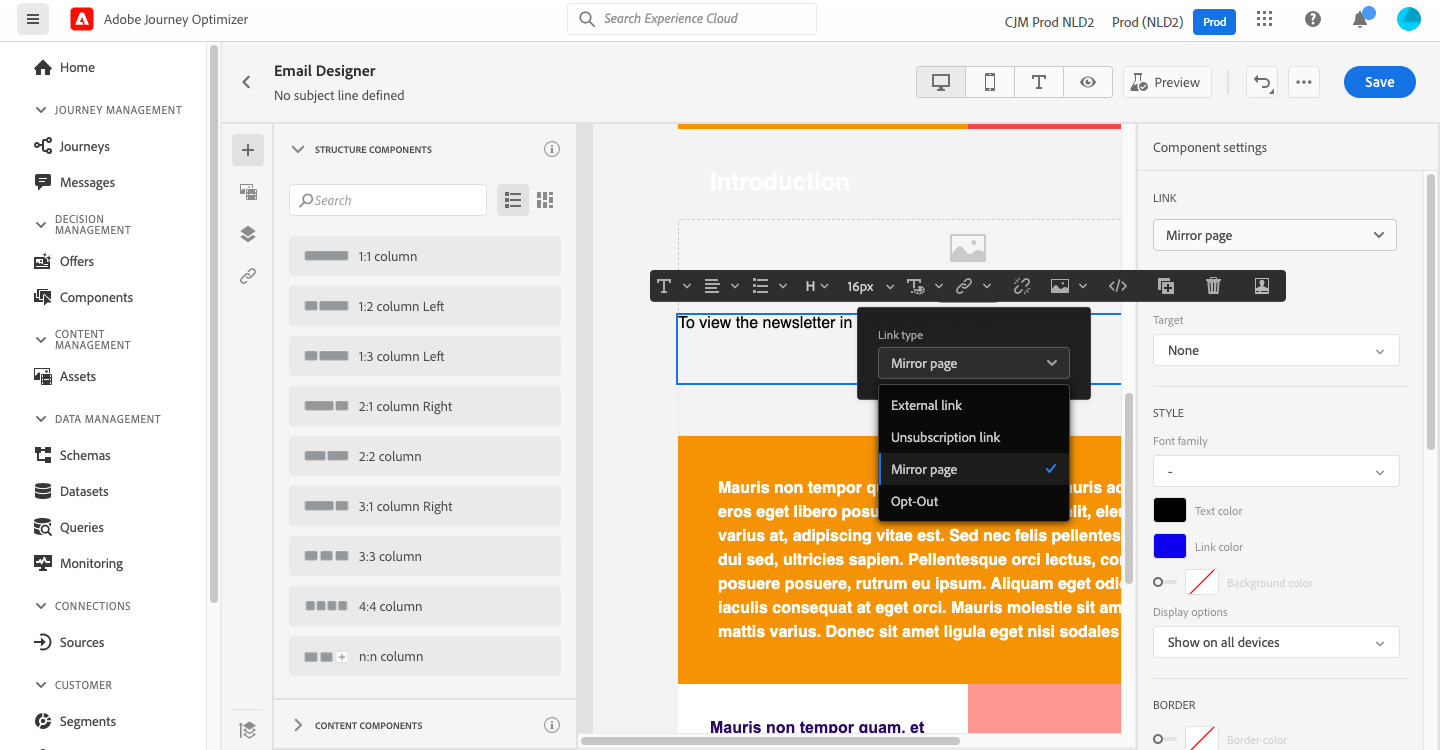 Adobe Journey Optimizer
Search Experience Cloud
CJM Prod NLD2
Prod (NLD2)
Prod
Home
JOURNEY MANAGEMENT
Journeys
Messages
DECISION
MANAGEMENT
Offers
Components
CONTENT
MANAGEMENT
Assets
DATA MANAGEMENT
Schemas
Datasets
Queries
Monitoring
CONNECTIONS
Sources
CUSTOMER
Segments
Email Designer
No subject line defined
Preview
Save
STRUCTURE COMPONENTS
Search
1:1 column
1:2 column Left
1:3 column Left
2:1 column Right
2:2 column
3:1 column Right
3:3 column
4:4 column
n:n column
CONTENT COMPONENTS
Introduction
H
16px
To view the newsletter in
Link type
Mirror page
External link
Unsubscription link
Mirror page
Opt-Out
Mauris non tempor q uris ac
eros eget libero posu elit, elen
varius at, adipiscing vitae est. Sed nec felis pellentes
dui sed, ultricies sapien. Pellentesque orci lectus, con
posuere posuere, rutrum eu ipsum. Aliquam eget odio
iaculis consequat at eget orci. Mauris molestie sit am
mattis varius. Donec sit amet ligula eget nisi sodales
Mauris non tempor quam, et
Component settings
LINK
Mirror page
Target
None
STYLE
Font family
-
Text color
Link color
Background color
Display options
Show on all devices
BORDER
Border color